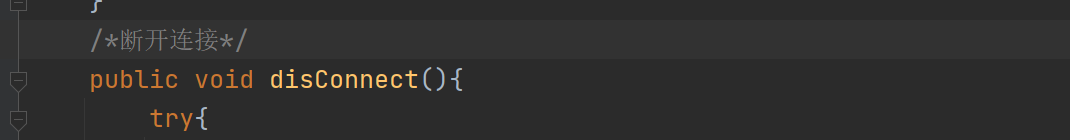 }
/*断开连接*/
public void disConnect(){
try{